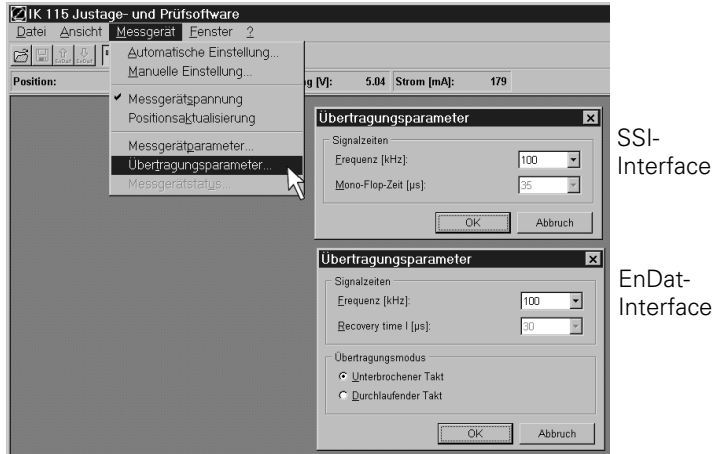 IK 115 Justage- und Prüfsoftware
Datei Ansicht Messgerät Fenster ?
EnDat EnDat
Automatische Einstellung...
Manuelle Einstellung...
Position: g [V]: 5.04 Strom [mA]: 179
Messgerätspannung
Positionsaktualisierung
Messgerätparameter...
Übertragungsparameter...
Messgerätstatus...
Übertragungsparameter
Signalzeiten
Frequenz [kHz]: 100
Mono-Flop-Zeit [µs]: 35
OK Abbruch
SSI-
Interface
Übertragungsparameter
Signalzeiten
Frequenz [kHz]: 100
Recovery time I [µs]: 30
Übertragungsmodus
Unterbrochener Takt
Durchlaufender Takt
OK Abbruch
EnDat-
Interface